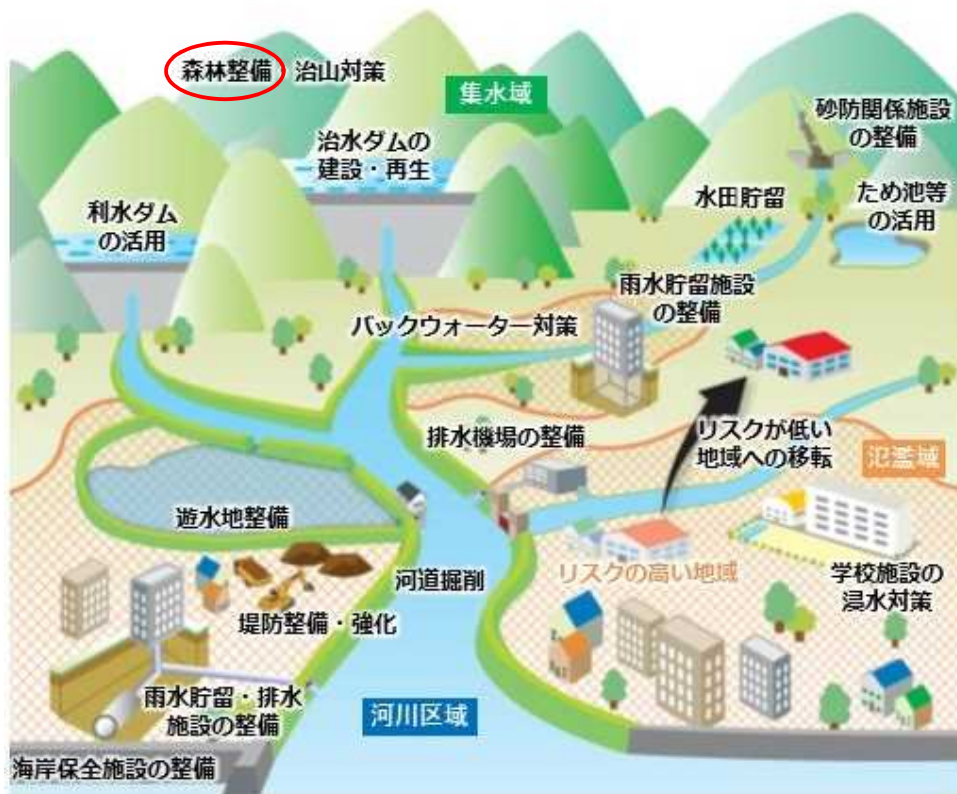 森林整備 治山対策
集水域
砂防関係施設
の整備
治水ダムの
建設・再生
水田貯留
ため池等
の活用
利水ダム
の活用
雨水貯留施設
の整備
バックウォーター対策
排水機場の整備
リスクが低い
地域への移転
氾濫域
遊水地整備
河道掘削
リスクの高い地域
学校施設の
浸水対策
堤防整備・強化
雨水貯留・排水
施設の整備
河川区域
海岸保全施設の整備